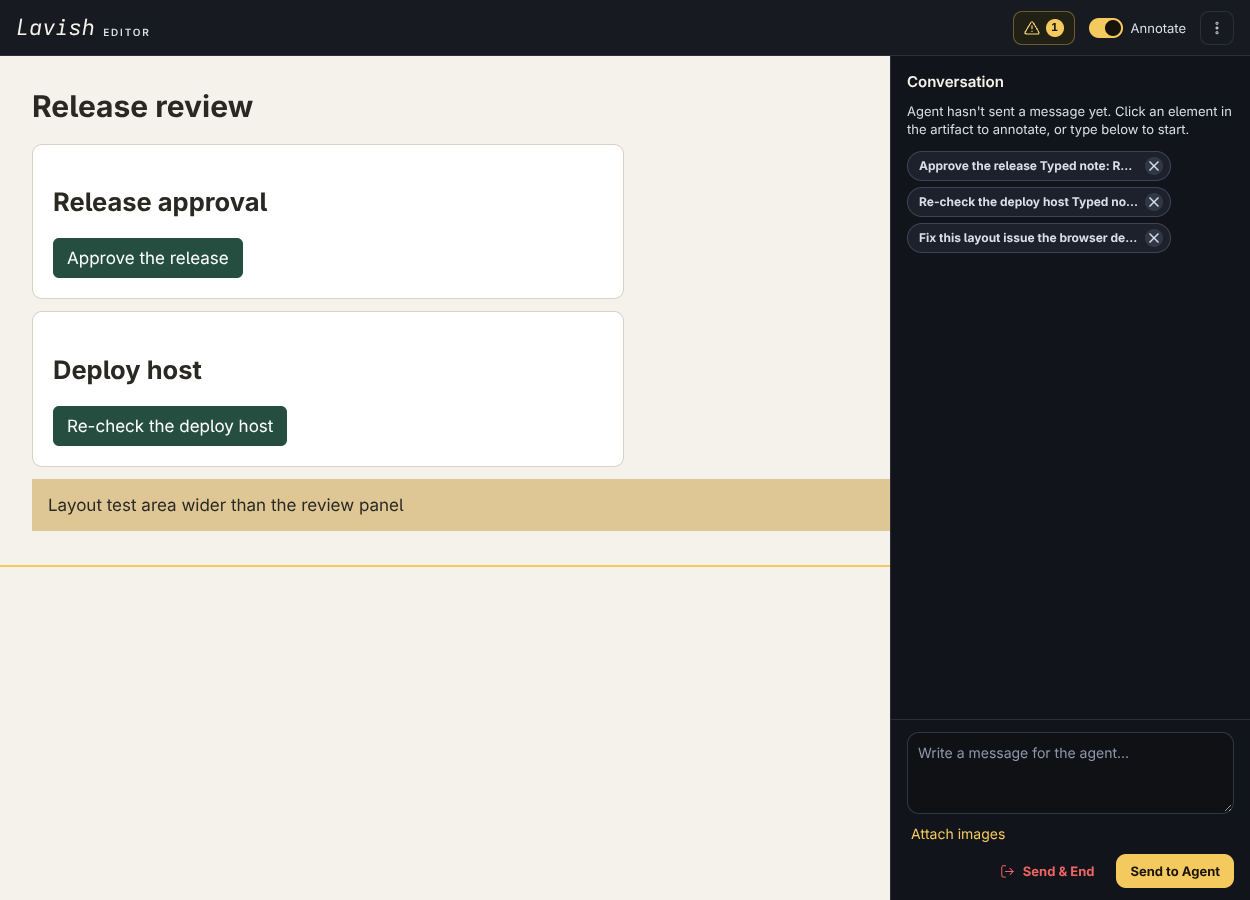 Lavish EDITOR
1
Annotate
Release review
Release approval
Approve the release
Deploy host
Re-check the deploy host
Layout test area wider than the review panel
Conversation
Agent hasn't sent a message yet. Click an element in
the artifact to annotate, or type below to start.
Approve the release Typed note: R...
Re-check the deploy host Typed no...
Fix this layout issue the browser de...
Write a message for the agent...
Attach images
Send & End
Send to Agent